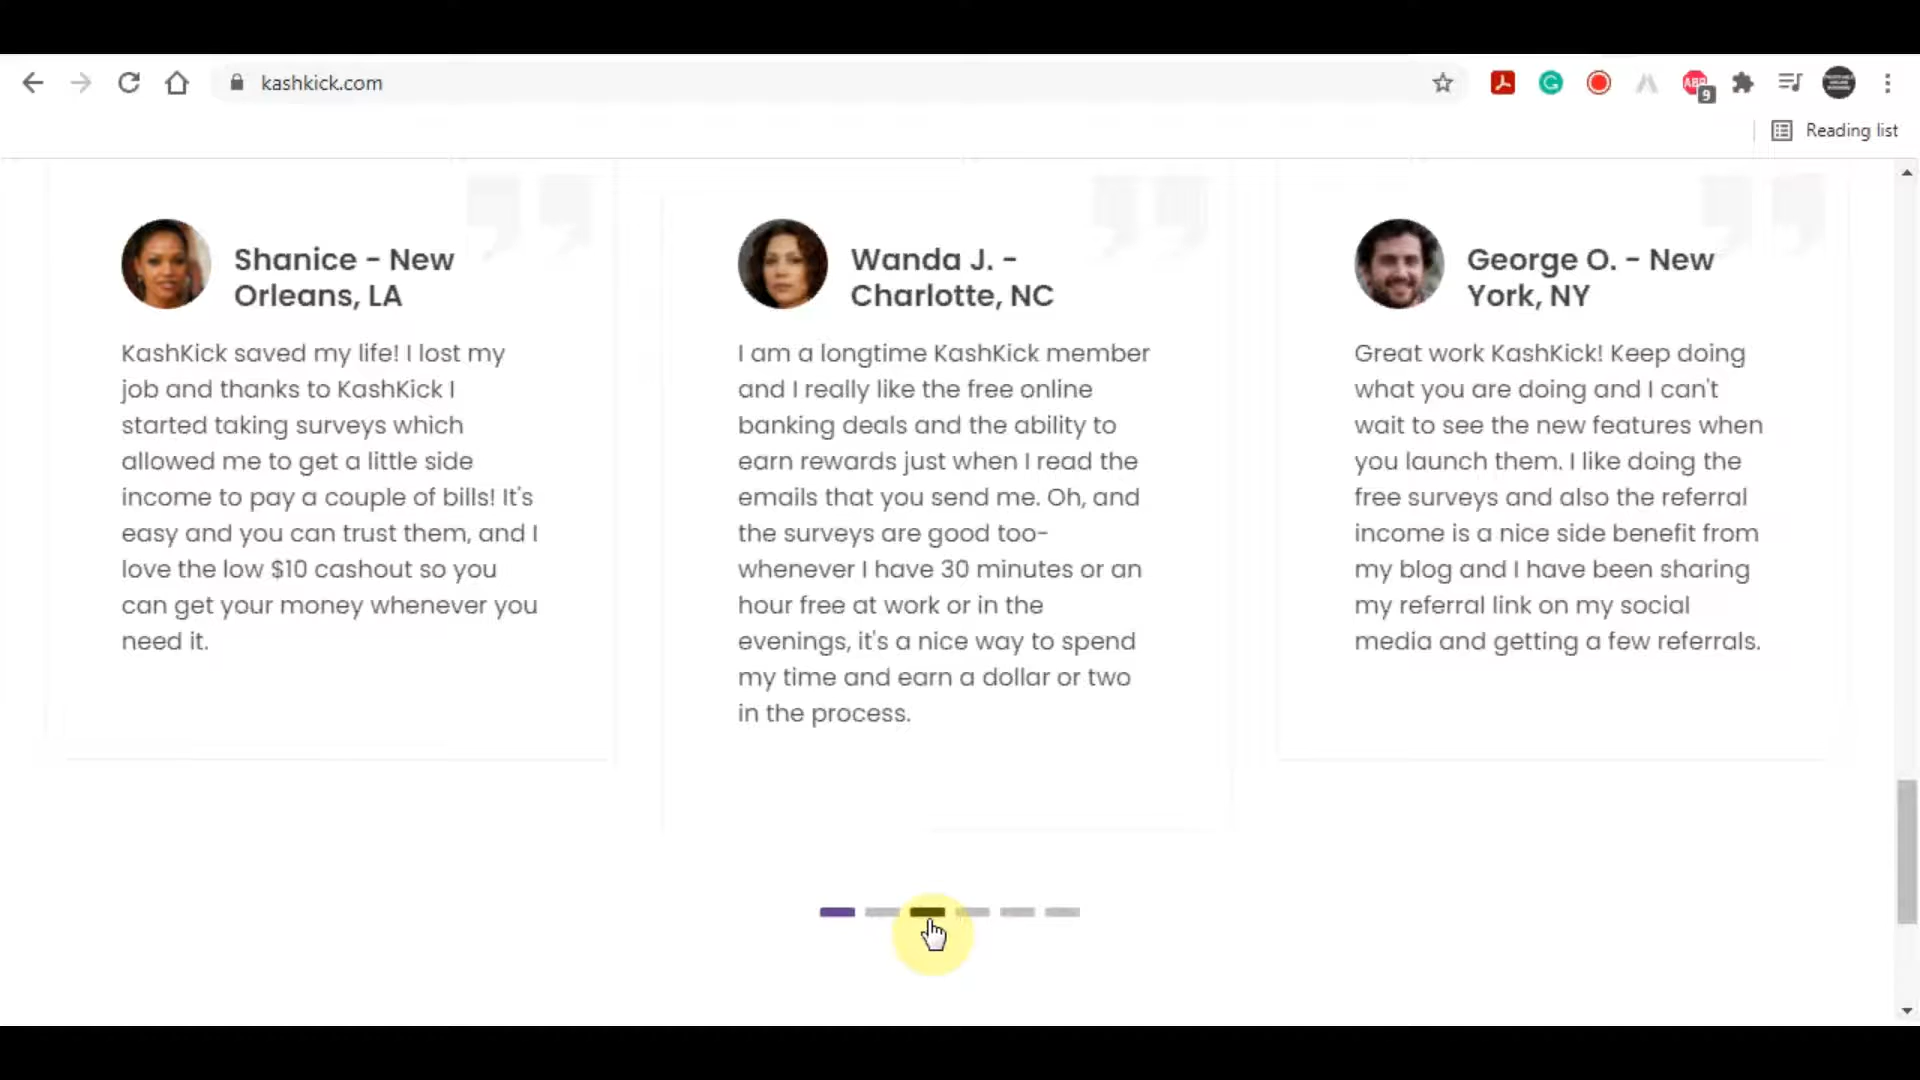 kashkick.com
ABP
9
Reading list
Shanice - New
Orleans, LA
KashKick saved my life! I lost my
job and thanks to KashKick I
started taking surveys which
allowed me to get a little side
income to pay a couple of bills! It's
easy and you can trust them, and I
love the low $10 cashout so you
can get your money whenever you
need it.
Wanda J. -
Charlotte, NC
I am a longtime KashKick member
and I really like the free online
banking deals and the ability to
earn rewards just when I read the
emails that you send me. Oh, and
the surveys are good too-
whenever I have 30 minutes or an
hour free at work or in the
evenings, it's a nice way to spend
my time and earn a dollar or two
in the process.
George O. - New
York, NY
Great work KashKick! Keep doing
what you are doing and I can't
wait to see the new features when
you launch them. I like doing the
free surveys and also the referral
income is a nice side benefit from
my blog and I have been sharing
my referral link on my social
media and getting a few referrals.